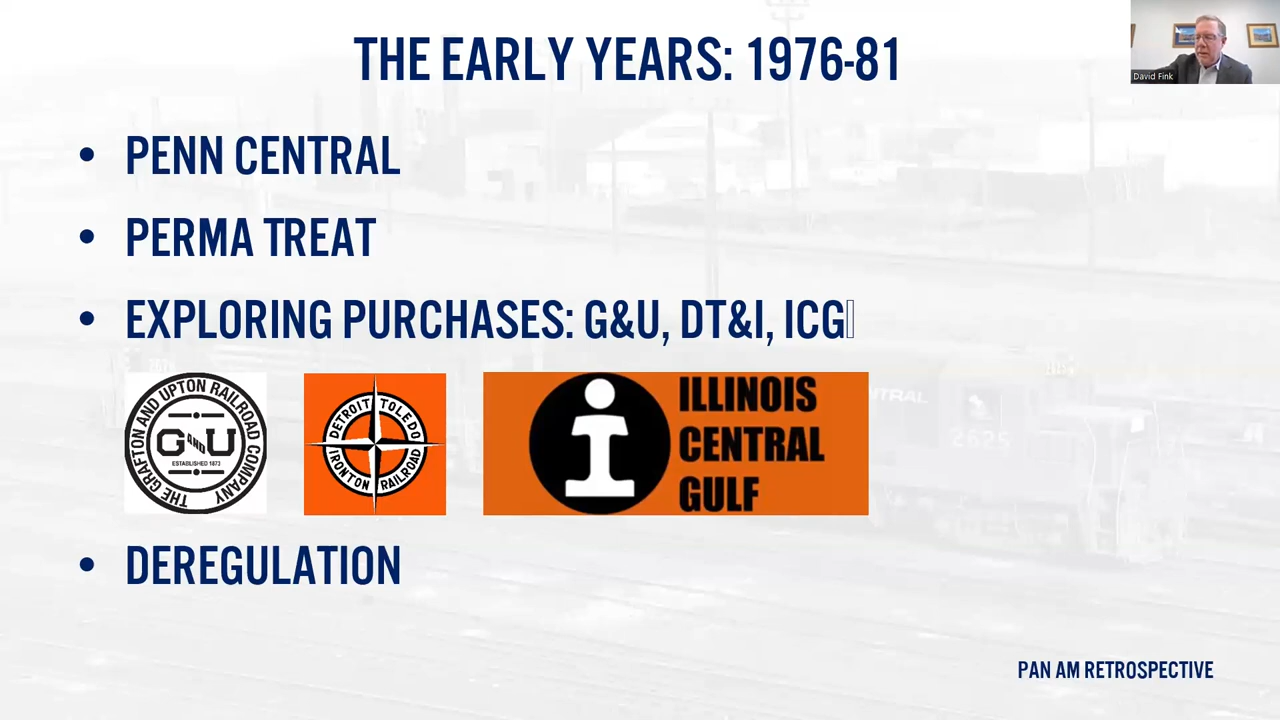 THE EARLY YEARS: 1976-81
David Fink
• PENN CENTRAL
• PERMA TREAT
• EXPLORING PURCHASES: G&U, DT&I, ICG
THE GRAFTON AND UPTON RAILROAD COMPANY
G AND U
ESTABLISHED 1873
DETROIT TOLEDO
IRONTON RAILROAD
i
ILLINOIS
CENTRAL
GULF
• DEREGULATION
PAN AM RETROSPECTIVE